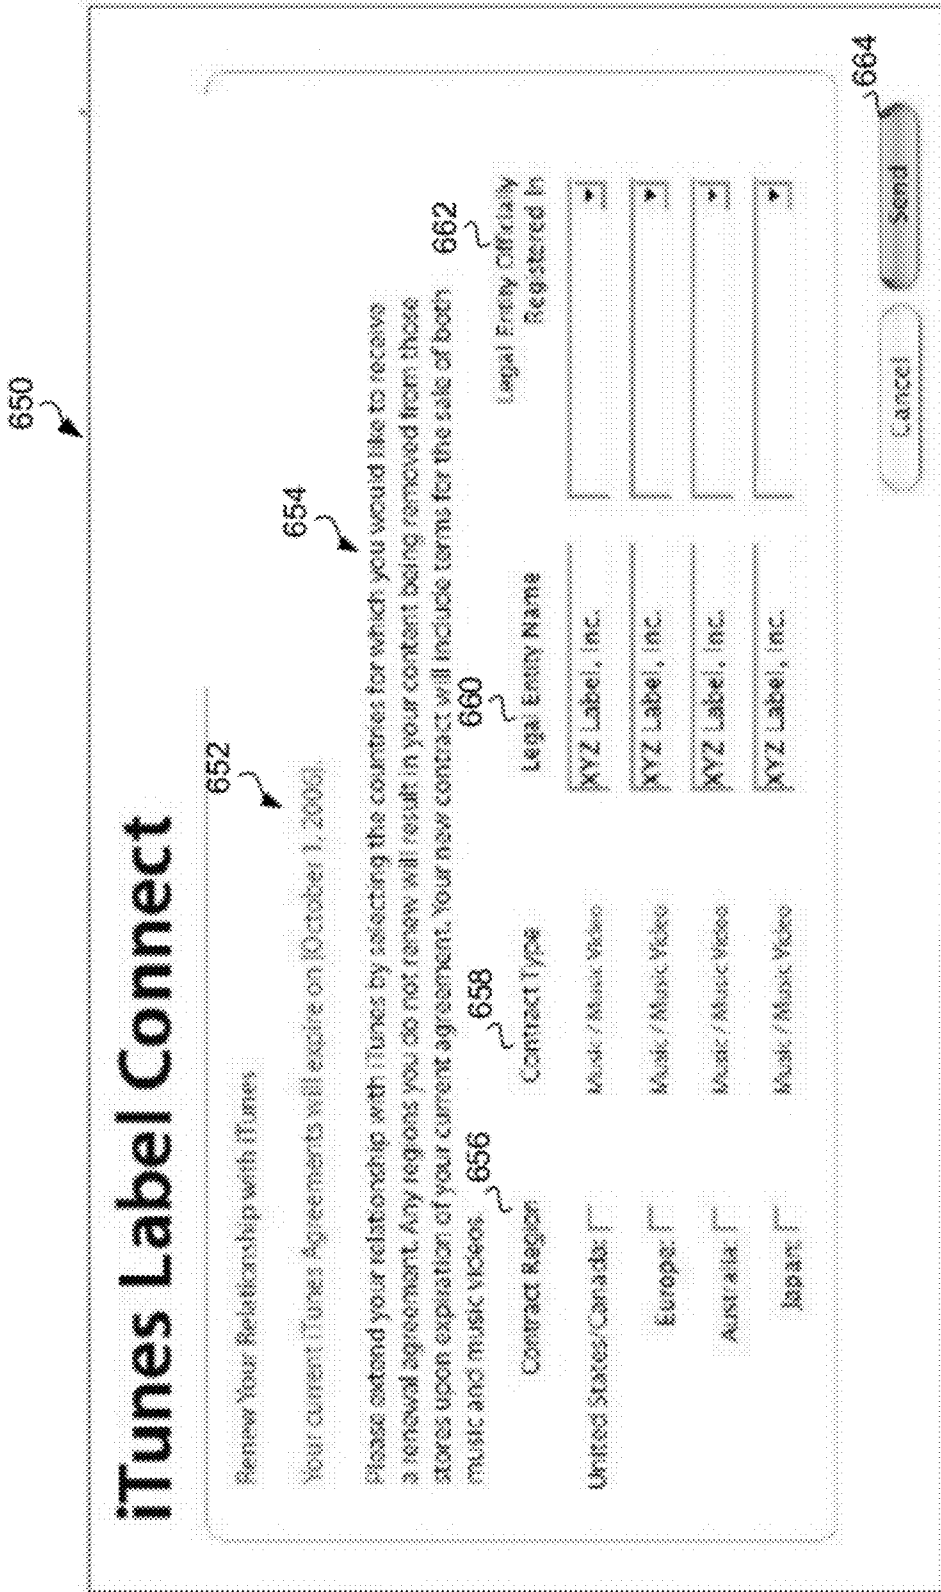 650
iTunes Label Connect
Renew Your Relationship with iTunes
652
Your current iTunes Agreements will expire on [October 1,
654
Please extend your relationship with iTunes by selecting the countries for which you would like to receive
a renewal agreement. Any regions you do not renew will result in your content being removed from those
stores upon expiration of your current agreement. Your new contract will include terms for the sale of both
music and music videos.
656 658 660 662
Contract Region Contract Type Legal Entity Name Legal Entity Officially
Registered In
United States/Canada: Music / Music Video XYZ Label, Inc.
Europe: Music / Music Video XYZ Label, Inc.
Australia: Music / Music Video XYZ Label, Inc.
Japan: Music / Music Video XYZ Label, Inc.
Cancel Send
664